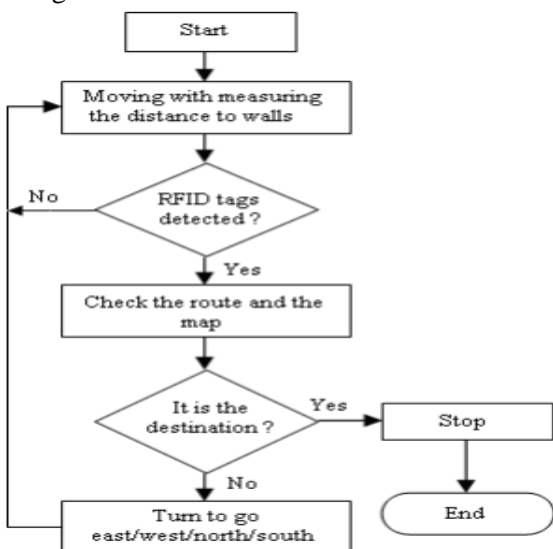 Start
Moving with measuring
the distance to walls
No
RFID tags
detected ?
Yes
Check the route and the
map
It is the
destination ?
Yes
Stop
No
Turn to go
east/west/north/south
End